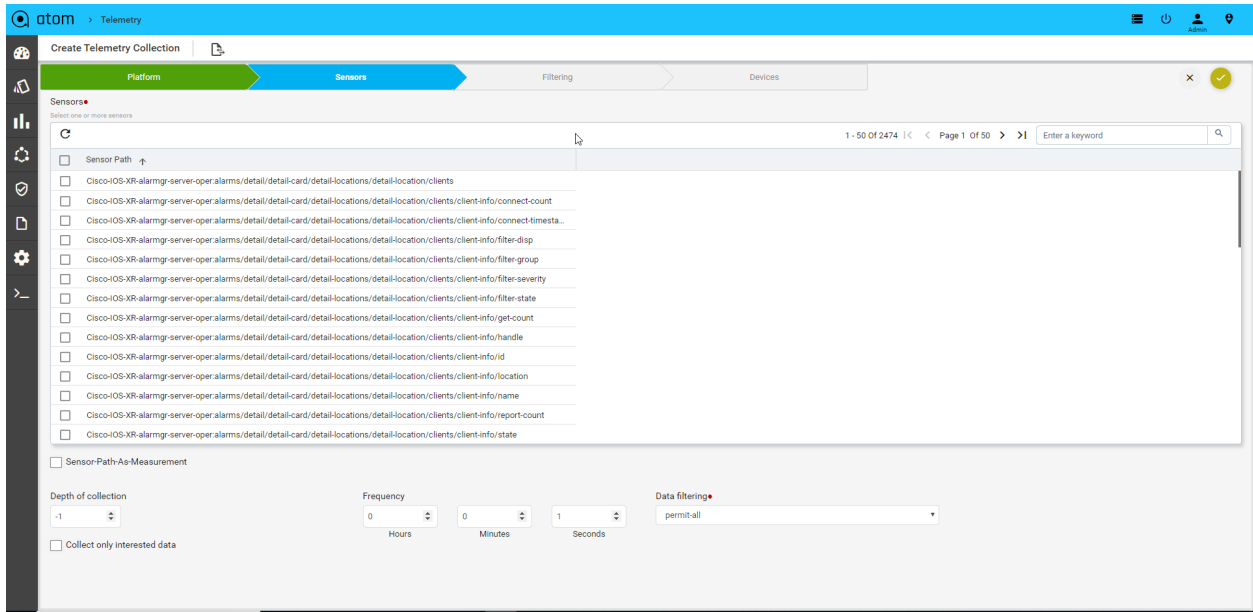 atom > Telemetry
Admin
Create Telemetry Collection
Platform
Sensors
Filtering
Devices
Sensors
Select one or more sensors
1 - 50 Of 2474 |< < Page 1 Of 50 > >| Enter a keyword
Sensor Path
Cisco-IOS-XR-alarmgr-server-oper:alarms/detail/detail-card/detail-locations/detail-location/clients
Cisco-IOS-XR-alarmgr-server-oper:alarms/detail/detail-card/detail-locations/detail-location/clients/client-info/connect-count
Cisco-IOS-XR-alarmgr-server-oper:alarms/detail/detail-card/detail-locations/detail-location/clients/client-info/connect-timesta...
Cisco-IOS-XR-alarmgr-server-oper:alarms/detail/detail-card/detail-locations/detail-location/clients/client-info/filter-disp
Cisco-IOS-XR-alarmgr-server-oper:alarms/detail/detail-card/detail-locations/detail-location/clients/client-info/filter-group
Cisco-IOS-XR-alarmgr-server-oper:alarms/detail/detail-card/detail-locations/detail-location/clients/client-info/filter-severity
Cisco-IOS-XR-alarmgr-server-oper:alarms/detail/detail-card/detail-locations/detail-location/clients/client-info/filter-state
Cisco-IOS-XR-alarmgr-server-oper:alarms/detail/detail-card/detail-locations/detail-location/clients/client-info/get-count
Cisco-IOS-XR-alarmgr-server-oper:alarms/detail/detail-card/detail-locations/detail-location/clients/client-info/handle
Cisco-IOS-XR-alarmgr-server-oper:alarms/detail/detail-card/detail-locations/detail-location/clients/client-info/id
Cisco-IOS-XR-alarmgr-server-oper:alarms/detail/detail-card/detail-locations/detail-location/clients/client-info/location
Cisco-IOS-XR-alarmgr-server-oper:alarms/detail/detail-card/detail-locations/detail-location/clients/client-info/name
Cisco-IOS-XR-alarmgr-server-oper:alarms/detail/detail-card/detail-locations/detail-location/clients/client-info/report-count
Cisco-IOS-XR-alarmgr-server-oper:alarms/detail/detail-card/detail-locations/detail-location/clients/client-info/state
Sensor-Path-As-Measurement
Depth of collection
Frequency
Data filtering
-1
0
0
1
permit-all
Hours
Minutes
Seconds
Collect only interested data